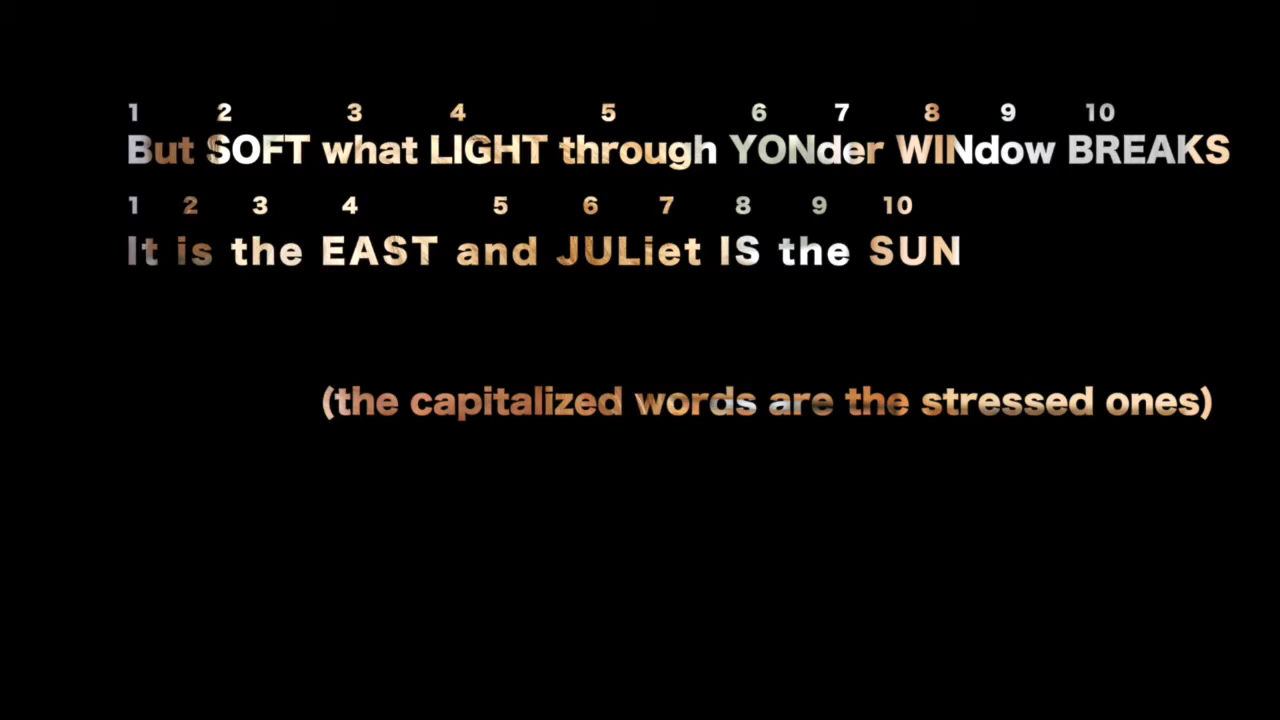 1 2 3 4 5 6 7 8 9 10
But SOFT what LIGHT through YONder WINdow BREAKS
1 2 3 4 5 6 7 8 9 10
It is the EAST and JULiet IS the SUN
(the capitalized words are the stressed ones)